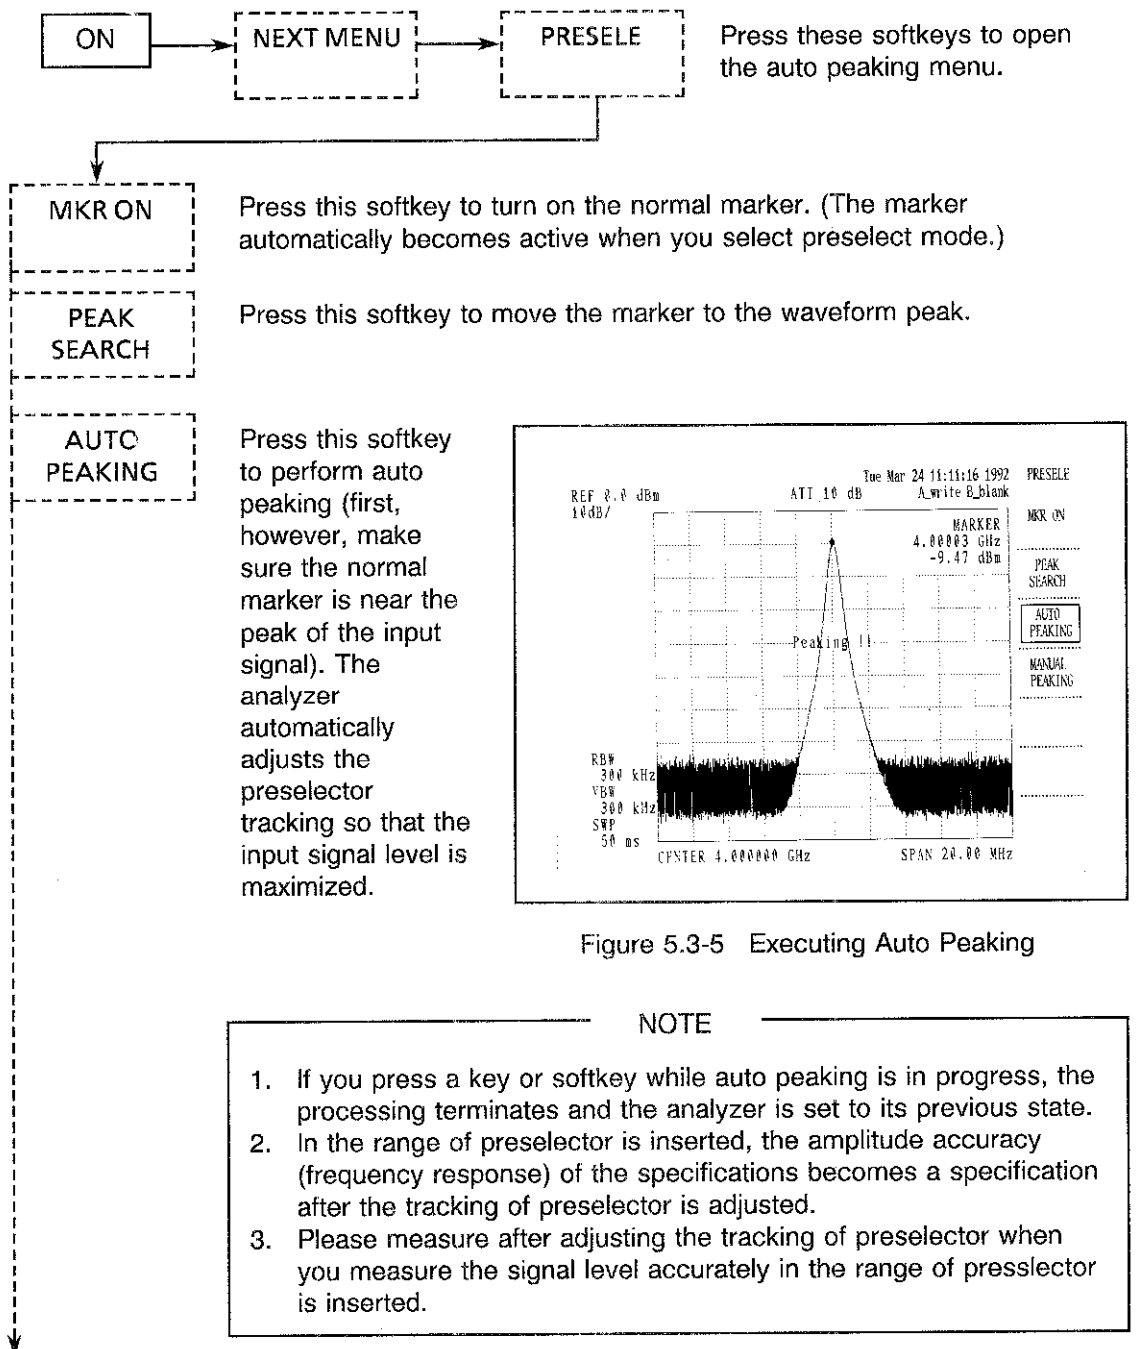 ON
NEXT MENU
PRESELE
Press these softkeys to open
the auto peaking menu.
MKR ON
Press this softkey to turn on the normal marker. (The marker
automatically becomes active when you select preselect mode.)
PEAK
SEARCH
Press this softkey to move the marker to the waveform peak.
AUTO
PEAKING
Press this softkey
to perform auto
peaking (first,
however, make
sure the normal
marker is near the
peak of the input
signal). The
analyzer
automatically
adjusts the
preselector
tracking so that the
input signal level is
maximized.
Tue Mar 24 11:11:16 1992
REF 0.0 dBm
ATT 10 dB
A_write B_blank
10dB/
MARKER
4.00003 GHz
-9.47 dBm
Peaking !!
RBW
300 kHz
VBW
300 kHz
SWP
50 ms
CENTER 4.000000 GHz
SPAN 20.00 MHz
PRESELE
MKR ON
PEAK
SEARCH
AUTO
PEAKING
MANUAL
PEAKING
Figure 5.3-5 Executing Auto Peaking
NOTE
1. If you press a key or softkey while auto peaking is in progress, the
processing terminates and the analyzer is set to its previous state.
2. In the range of preselector is inserted, the amplitude accuracy
(frequency response) of the specifications becomes a specification
after the tracking of preselector is adjusted.
3. Please measure after adjusting the tracking of preselector when
you measure the signal level accurately in the range of presslector
is inserted.